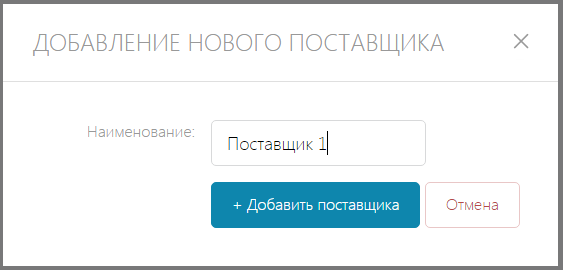 ДОБАВЛЕНИЕ НОВОГО ПОСТАВЩИКА
Наименование:
Поставщик 1
+ Добавить поставщика
Отмена